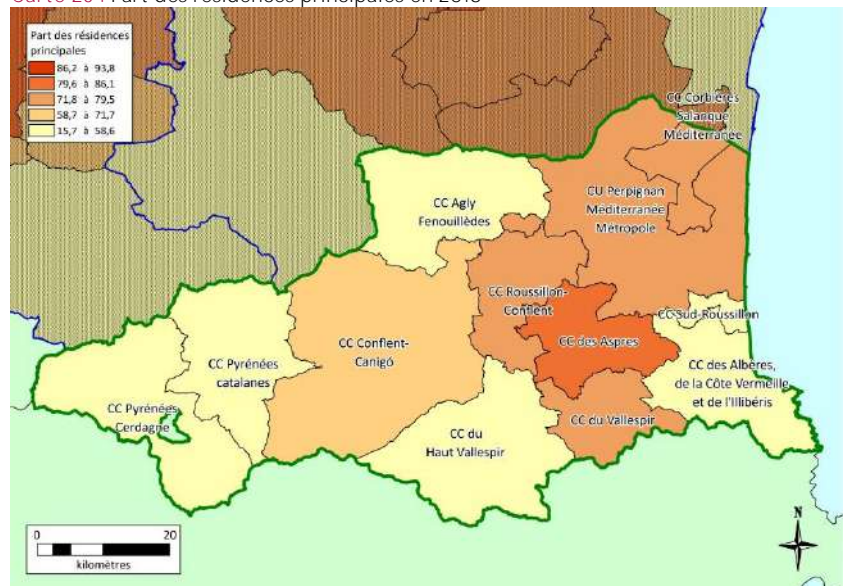 Carte 201 Part des résidences principales en 2018
Part des résidences
principales
86,2 à 93,8
79,6 à 86,1
71,8 à 79,5
58,7 à 71,7
15,7 à 58,6
CC Corbières
Salanque
Méditerranée
CC Agly
Fenouillèdes
CU Perpignan
Méditerranée
Métropole
CC Roussillon-
Conflent
CC Sud-Roussillon
CC Conflent-
Canigó
CC des Aspres
CC Pyrénées
catalanes
CC des Albères,
de la Côte Vermeille
et de l'Illibéris
CC Pyrénées
Cerdagne
CC du Vallespir
CC du
Haut Vallespir
0 20
kilomètres
N